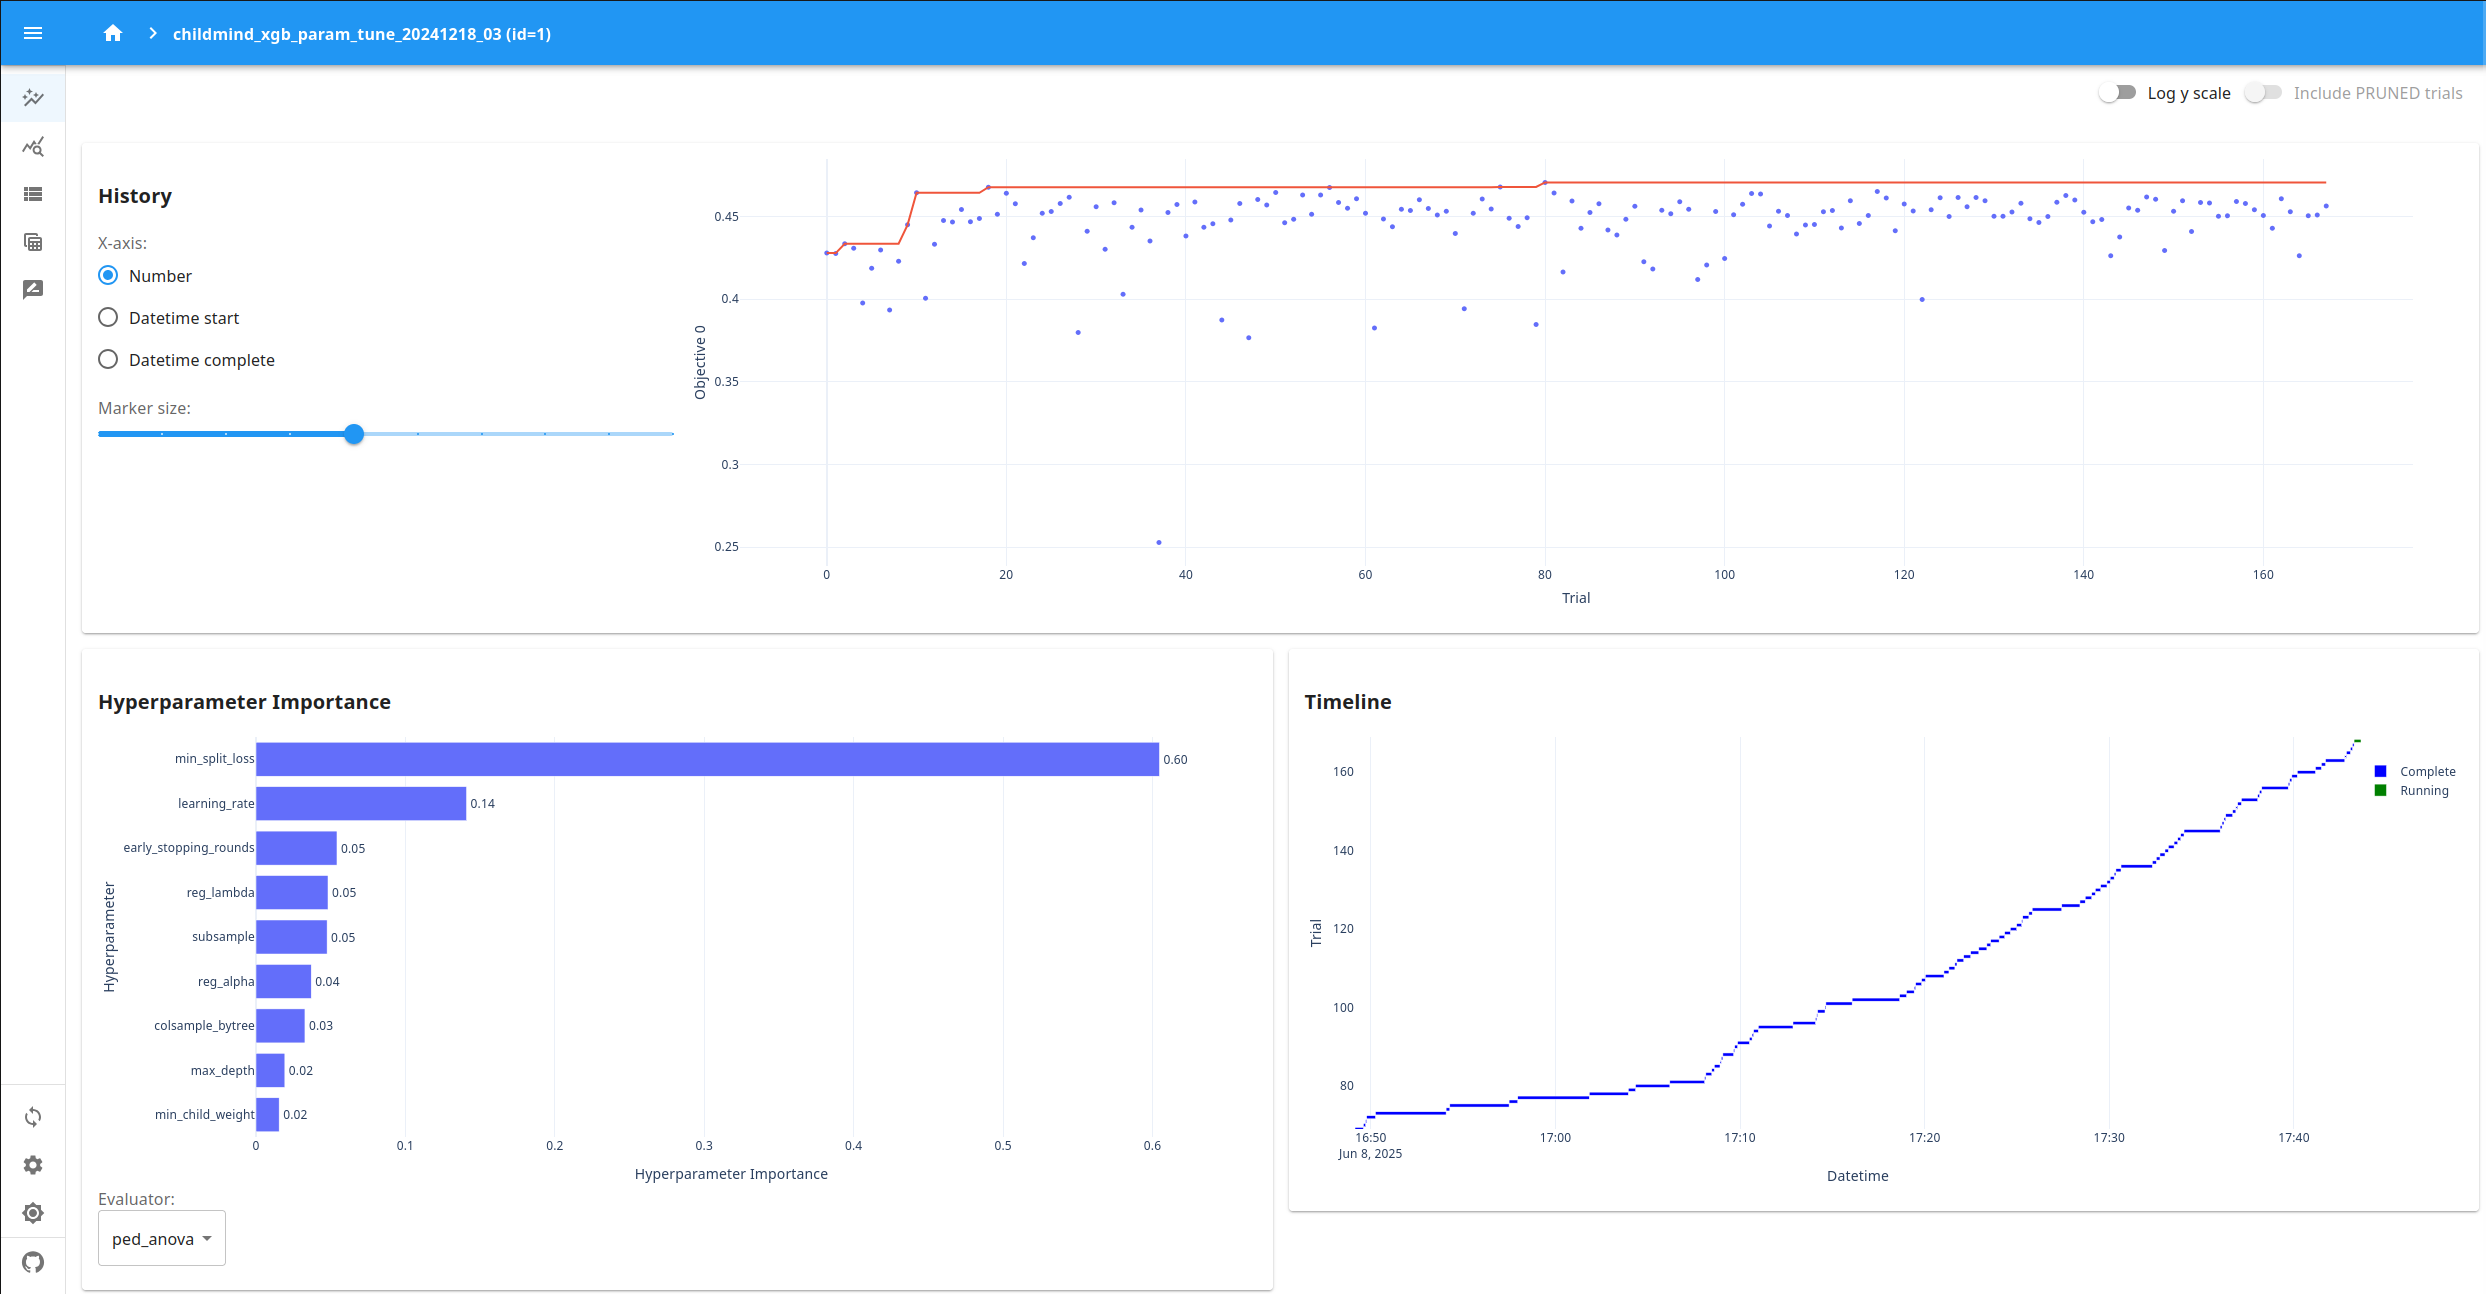 childmind_xgb_param_tune_20241218_03 (id=1)
Log y scale
Include PRUNED trials
History
X-axis:
Number
Datetime start
Datetime complete
Marker size:
0.45
0.4
0.35
0.3
0.25
Objective 0
0 20 40 60 80 100 120 140 160
Trial
Hyperparameter Importance
min_split_loss 0.60
learning_rate 0.14
early_stopping_rounds 0.05
reg_lambda 0.05
subsample 0.05
reg_alpha 0.04
colsample_bytree 0.03
max_depth 0.02
min_child_weight 0.02
Hyperparameter
0 0.1 0.2 0.3 0.4 0.5 0.6
Hyperparameter Importance
Evaluator:
ped_anova
Timeline
160
140
120
100
80
Trial
16:50 17:00 17:10 17:20 17:30 17:40
Jun 8, 2025
Datetime
Complete
Running